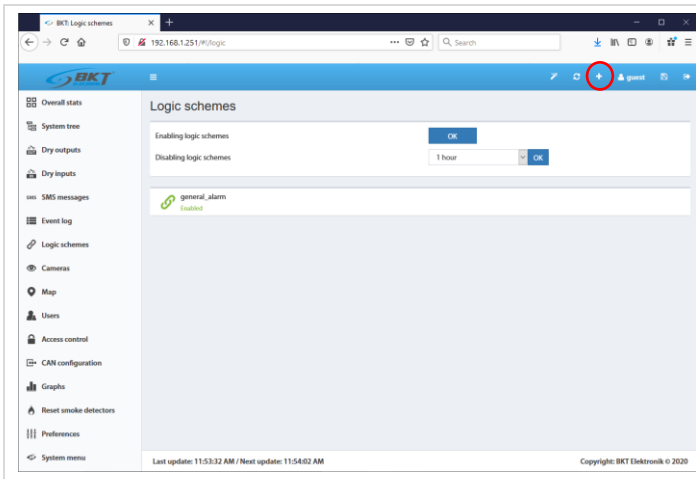 BKT: Logic schemes
192.168.1.251/#!/logic
Search
BKT
guest
Overall stats
System tree
Dry outputs
Dry inputs
SMS SMS messages
Event log
Logic schemes
Cameras
Map
Users
Access control
CAN configuration
Graphs
Reset smoke detectors
Preferences
System menu
Logic schemes
Enabling logic schemes OK
Disabling logic schemes 1 hour OK
general_alarm
Enabled
Last update: 11:53:32 AM / Next update: 11:54:02 AM Copyright: BKT Elektronik © 2020